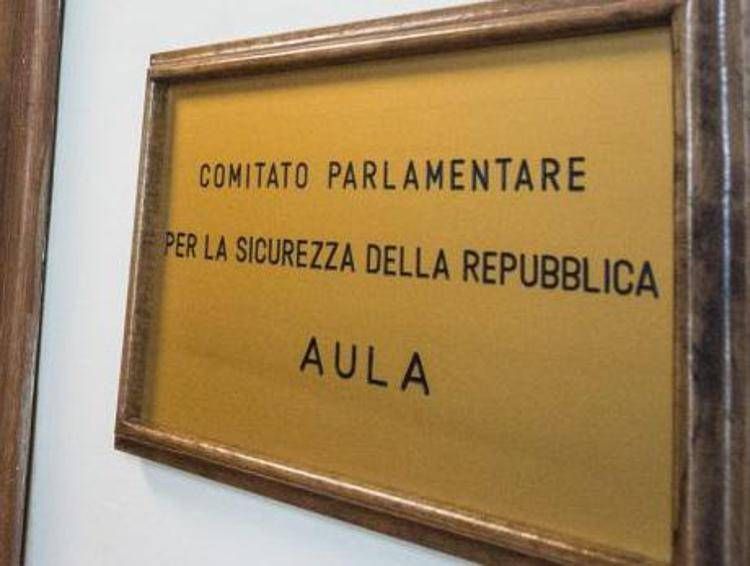 COMITATO PARLAMENTARE
PER LA SICUREZZA DELLA REPUBBLICA
AULA